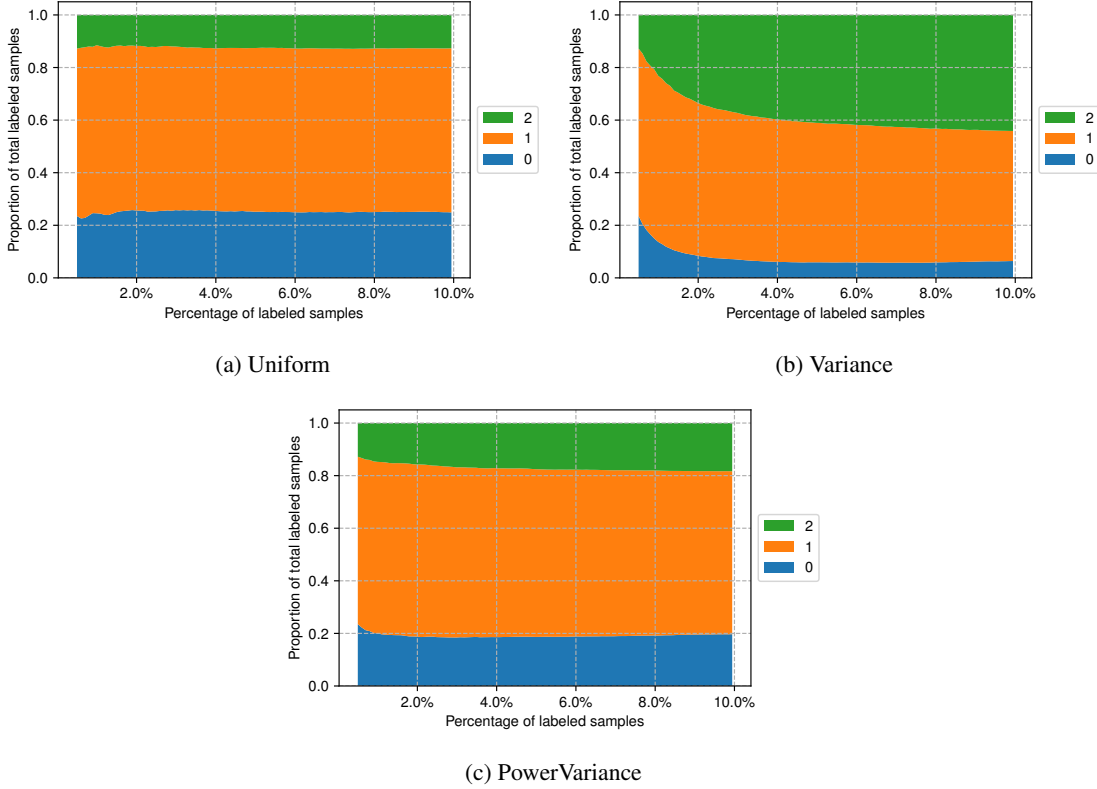 1.0
0.8
0.6
0.4
0.2
0.0
Proportion of total labeled samples
2.0% 4.0% 6.0% 8.0% 10.0%
Percentage of labeled samples
2
1
0
(a) Uniform
1.0
0.8
0.6
0.4
0.2
0.0
Proportion of total labeled samples
2.0% 4.0% 6.0% 8.0% 10.0%
Percentage of labeled samples
2
1
0
(b) Variance
1.0
0.8
0.6
0.4
0.2
0.0
Proportion of total labeled samples
2.0% 4.0% 6.0% 8.0% 10.0%
Percentage of labeled samples
2
1
0
(c) PowerVariance